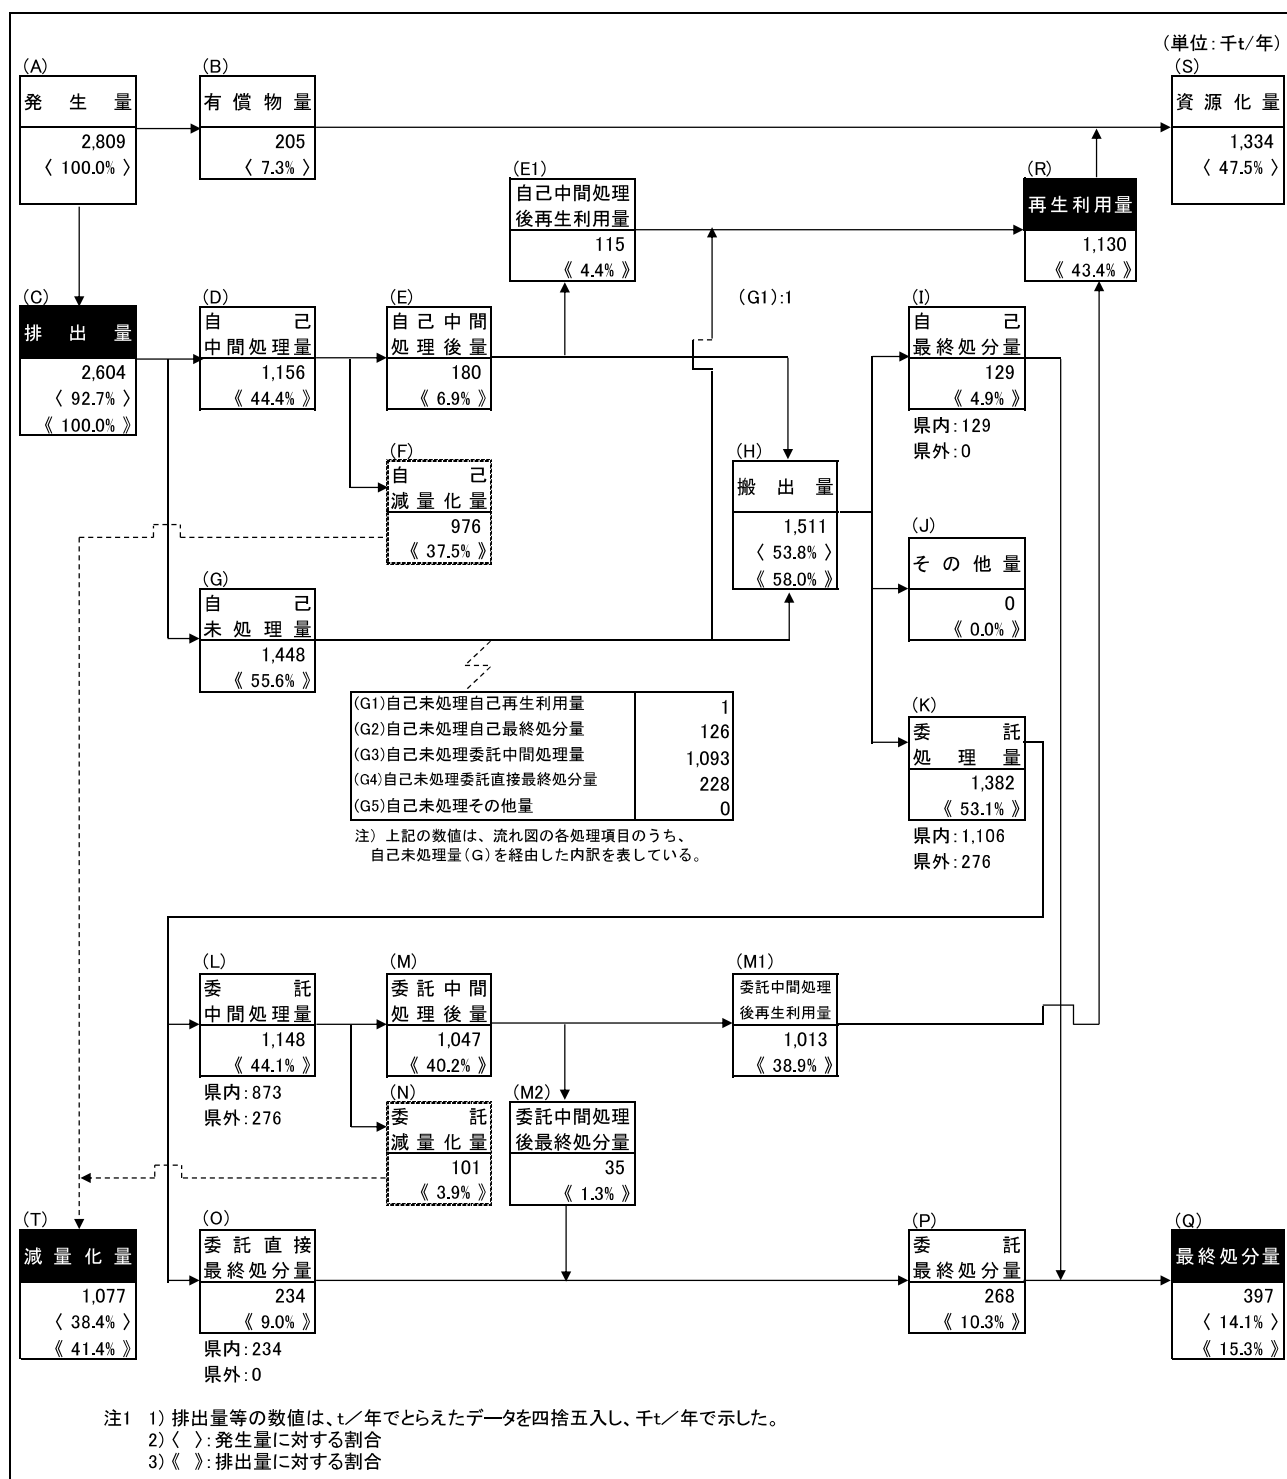 (単位：千t/年)
(A)
発生量
2,809
〈 100.0% 〉
(B)
有償物量
205
〈 7.3% 〉
(S)
資源化量
1,334
〈 47.5% 〉
(E1)
自己中間処理
後再生利用量
115
《 4.4% 》
(R)
再生利用量
1,130
《 43.4% 》
(C)
排出量
2,604
〈 92.7% 〉
《 100.0% 》
(D)
自己
中間処理量
1,156
《 44.4% 》
(E)
自己中間
処理後量
180
《 6.9% 》
(G1)：1
(I)
自己
最終処分量
129
《 4.9% 》
県内：129
県外：0
(F)
自己
減量化量
976
《 37.5% 》
(H)
搬出量
1,511
〈 53.8% 〉
《 58.0% 》
(J)
その他量
0
《 0.0% 》
(G)
自己
未処理量
1,448
《 55.6% 》
(G1)自己未処理自己再生利用量 1
(G2)自己未処理自己最終処分量 126
(G3)自己未処理委託中間処理量 1,093
(G4)自己未処理委託直接最終処分量 228
(G5)自己未処理その他量 0
注) 上記の数値は、流れ図の各処理項目のうち、
自己未処理量(G)を経由した内訳を表している。
(K)
委託
処理量
1,382
《 53.1% 》
県内：1,106
県外：276
(L)
委託
中間処理量
1,148
《 44.1% 》
県内：873
県外：276
(M)
委託中間
処理後量
1,047
《 40.2% 》
(M1)
委託中間処理
後再生利用量
1,013
《 38.9% 》
(N)
委託
減量化量
101
《 3.9% 》
(M2)
委託中間処理
後最終処分量
35
《 1.3% 》
(T)
減量化量
1,077
〈 38.4% 〉
《 41.4% 》
(O)
委託直接
最終処分量
234
《 9.0% 》
県内：234
県外：0
(P)
委託
最終処分量
268
《 10.3% 》
(Q)
最終処分量
397
〈 14.1% 〉
《 15.3% 》
注1 1) 排出量等の数値は、t／年でとらえたデータを四捨五入し、千t／年で示した。
2)〈 〉：発生量に対する割合
3)《 》：排出量に対する割合